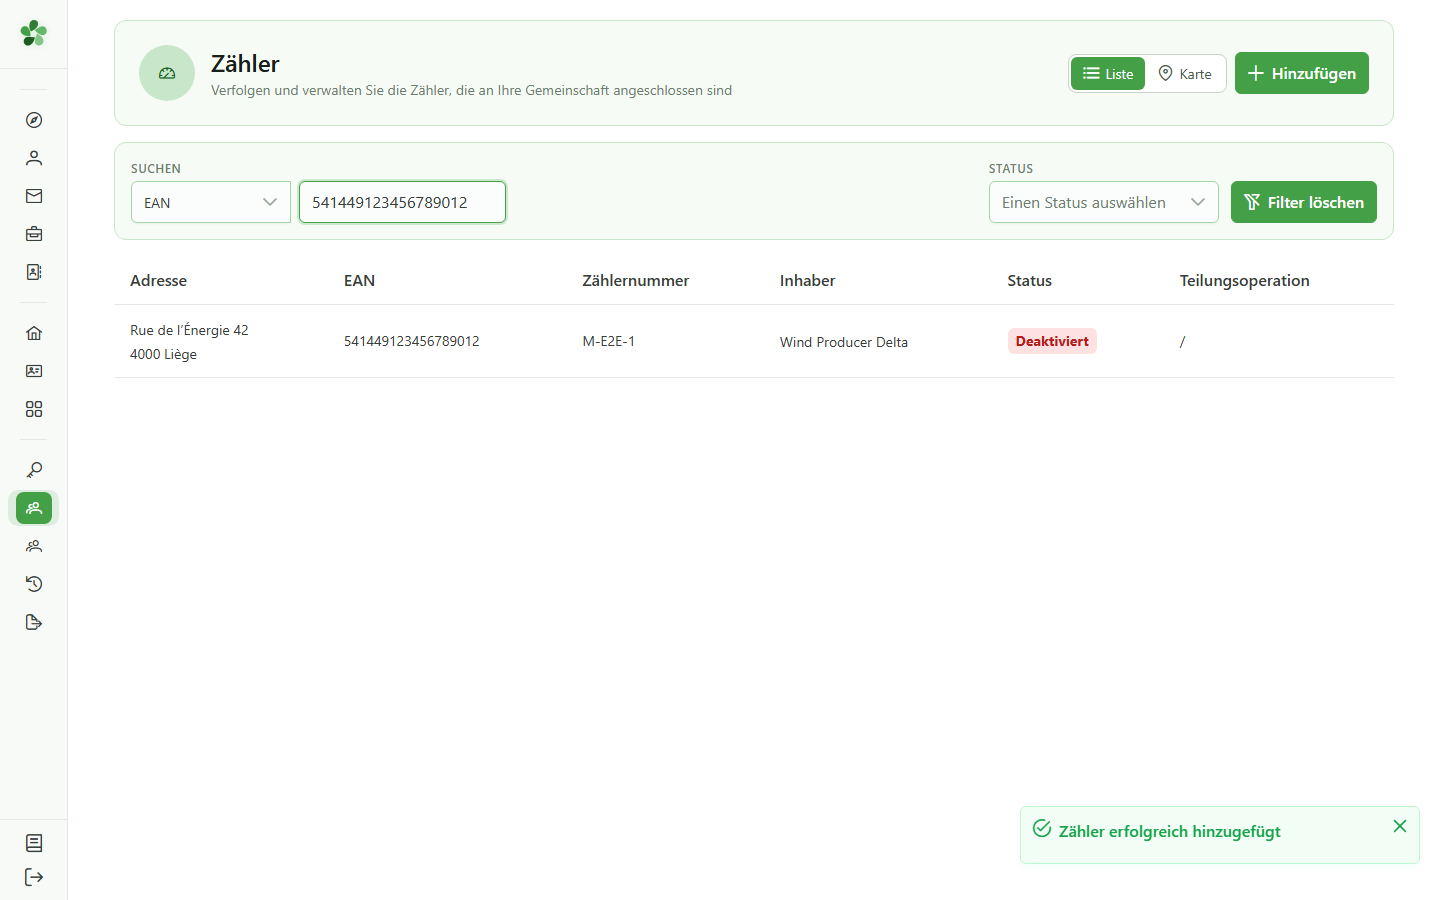 Zähler
Verfolgen und verwalten Sie die Zähler, die an Ihre Gemeinschaft angeschlossen sind
Liste
Karte
Hinzufügen
SUCHEN
EAN
541449123456789012
STATUS
Einen Status auswählen
Filter löschen
Adresse EAN Zählernummer Inhaber Status Teilungsoperation
Rue de l'Énergie 42
4000 Liège
541449123456789012
M-E2E-1
Wind Producer Delta
Deaktiviert
/
Zähler erfolgreich hinzugefügt